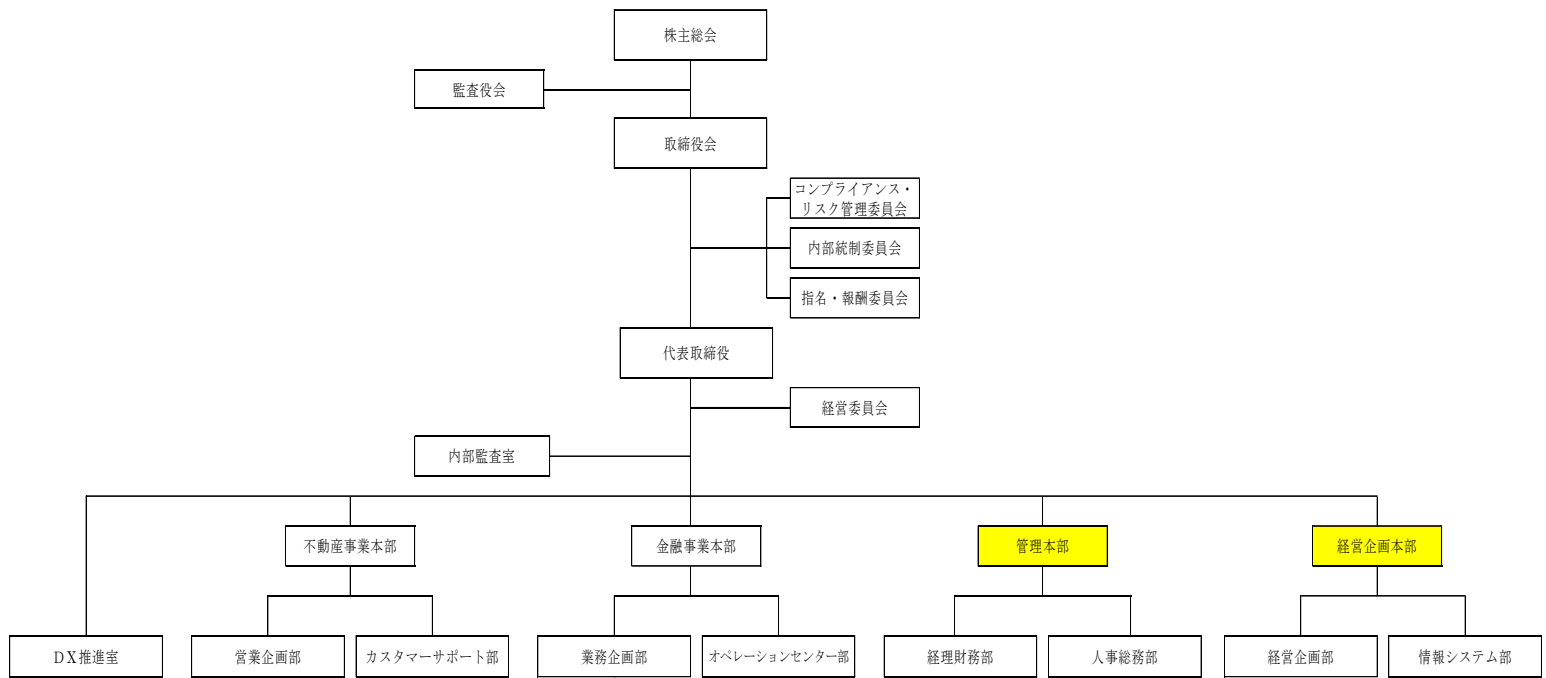 株主総会
監査役会
取締役会
コンプライアンス・
リスク管理委員会
内部統制委員会
指名・報酬委員会
代表取締役
経営委員会
内部監査室
不動産事業本部
金融事業本部
管理本部
経営企画本部
ＤＸ推進室
営業企画部
カスタマーサポート部
業務企画部
オペレーションセンター部
経理財務部
人事総務部
経営企画部
情報システム部